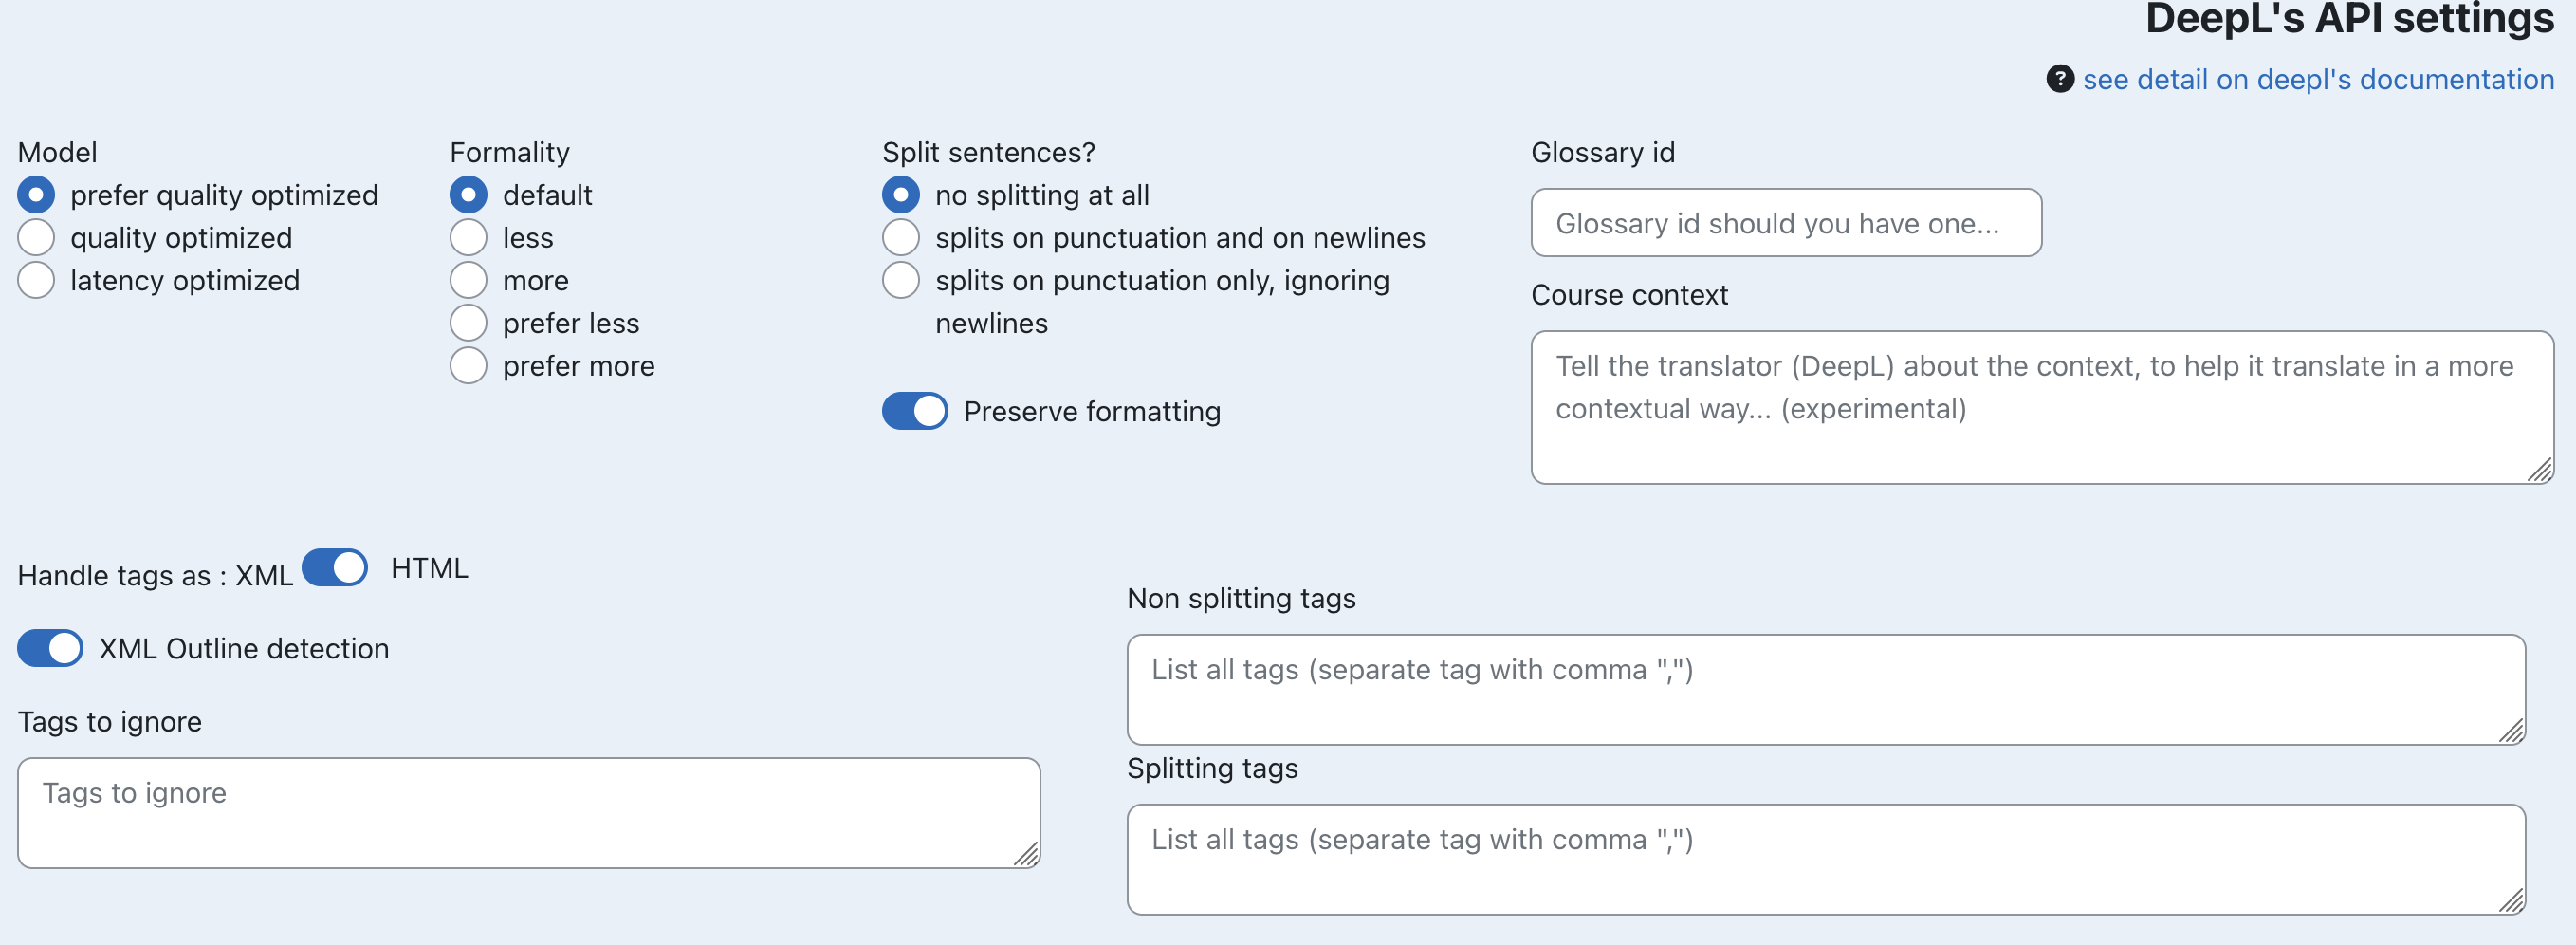 DeepL's API settings
see detail on deepl's documentation
Model
prefer quality optimized
quality optimized
latency optimized
Formality
default
less
more
prefer less
prefer more
Split sentences?
no splitting at all
splits on punctuation and on newlines
splits on punctuation only, ignoring
newlines
Preserve formatting
Glossary id
Glossary id should you have one...
Course context
Tell the translator (DeepL) about the context, to help it translate in a more
contextual way... (experimental)
Handle tags as : XML HTML
XML Outline detection
Tags to ignore
Tags to ignore
Non splitting tags
List all tags (separate tag with comma ",")
Splitting tags
List all tags (separate tag with comma ",")